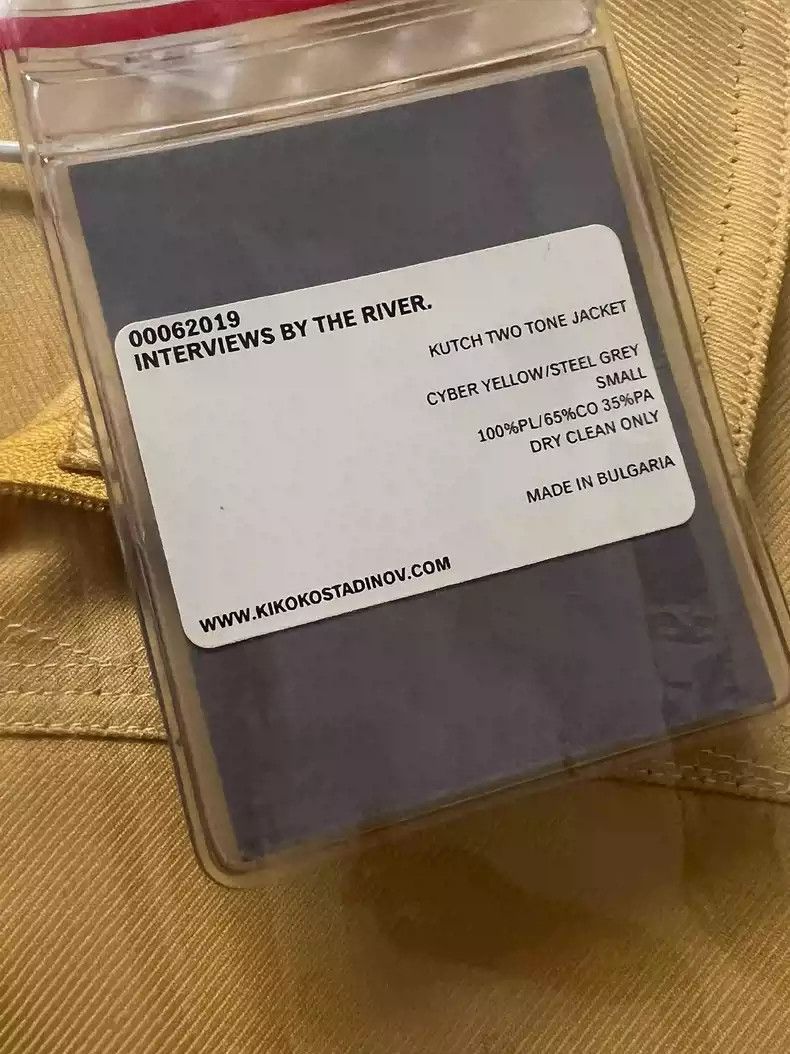 00062019
INTERVIEWS BY THE RIVER.
KUTCH TWO TONE JACKET
CYBER YELLOW/STEEL GREY
SMALL
100%PL/65%CO 35%PA
DRY CLEAN ONLY
MADE IN BULGARIA
WWW.KIKOKOSTADINOV.COM